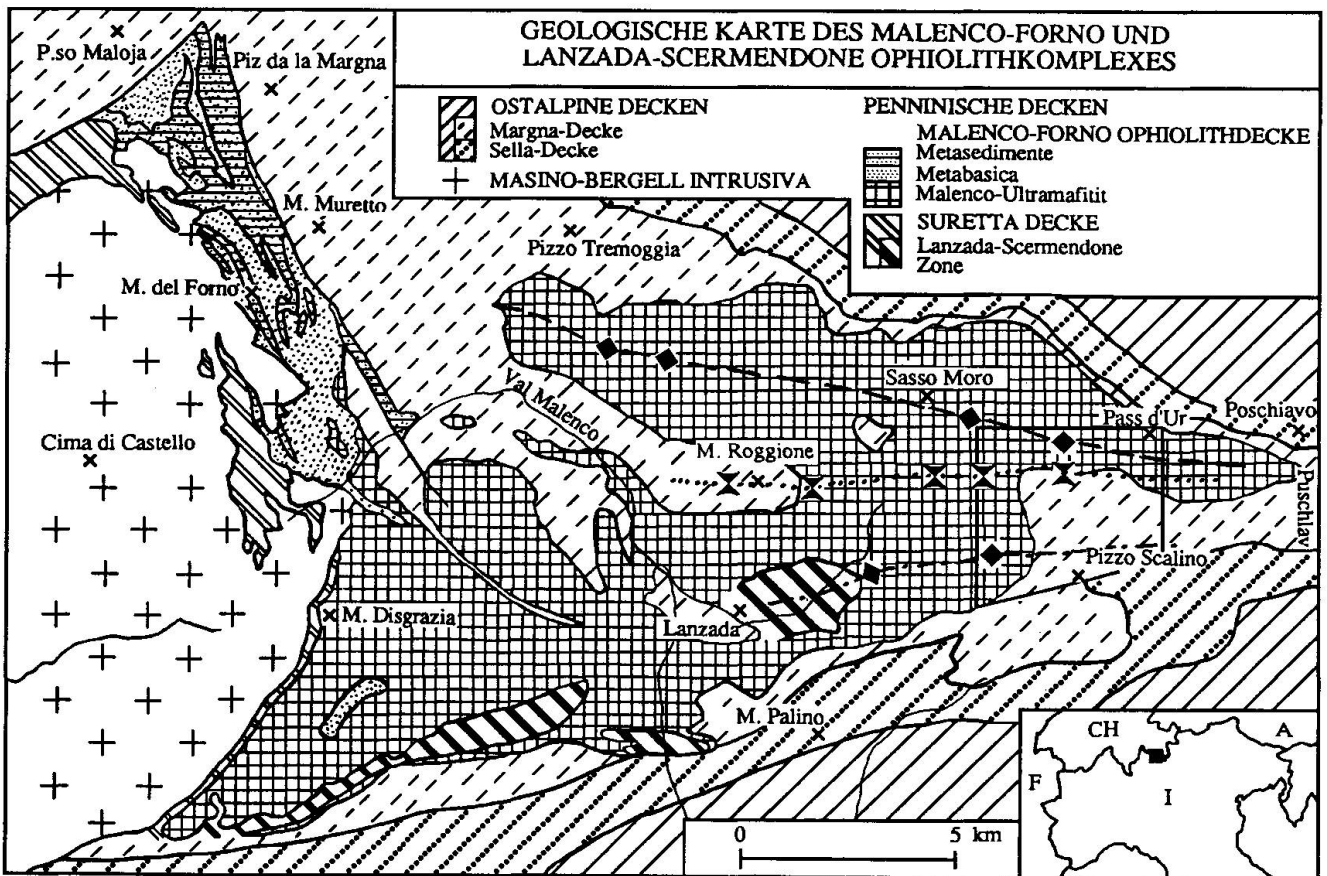 GEOLOGISCHE KARTE DES MALENCO-FORNO UND
LANZADA-SCERMENDONE OPHIOLITHKOMPLEXES
OSTALPINE DECKEN
Margna-Decke
Sella-Decke
MASINO-BERGELL INTRUSIVA
PENNINISCHE DECKEN
MALENCO-FORNO OPHIOLITHDECKE
Metasedimente
Metabasica
Malenco-Ultramafitit
SURETTA DECKE
Lanzada-Scermendone
Zone
P.so Maloja
Piz da la Margna
M. Muretto
Pizzo Tremoggia
M. del Forno
Val Malenco
Sasso Moro
Pass d'Ur
Poschiavo
Cima di Castello
M. Roggione
Puschlav
Pizzo Scalino
M. Disgrazia
Lanzada
M. Palino
0 5 km
CH
A
F
I